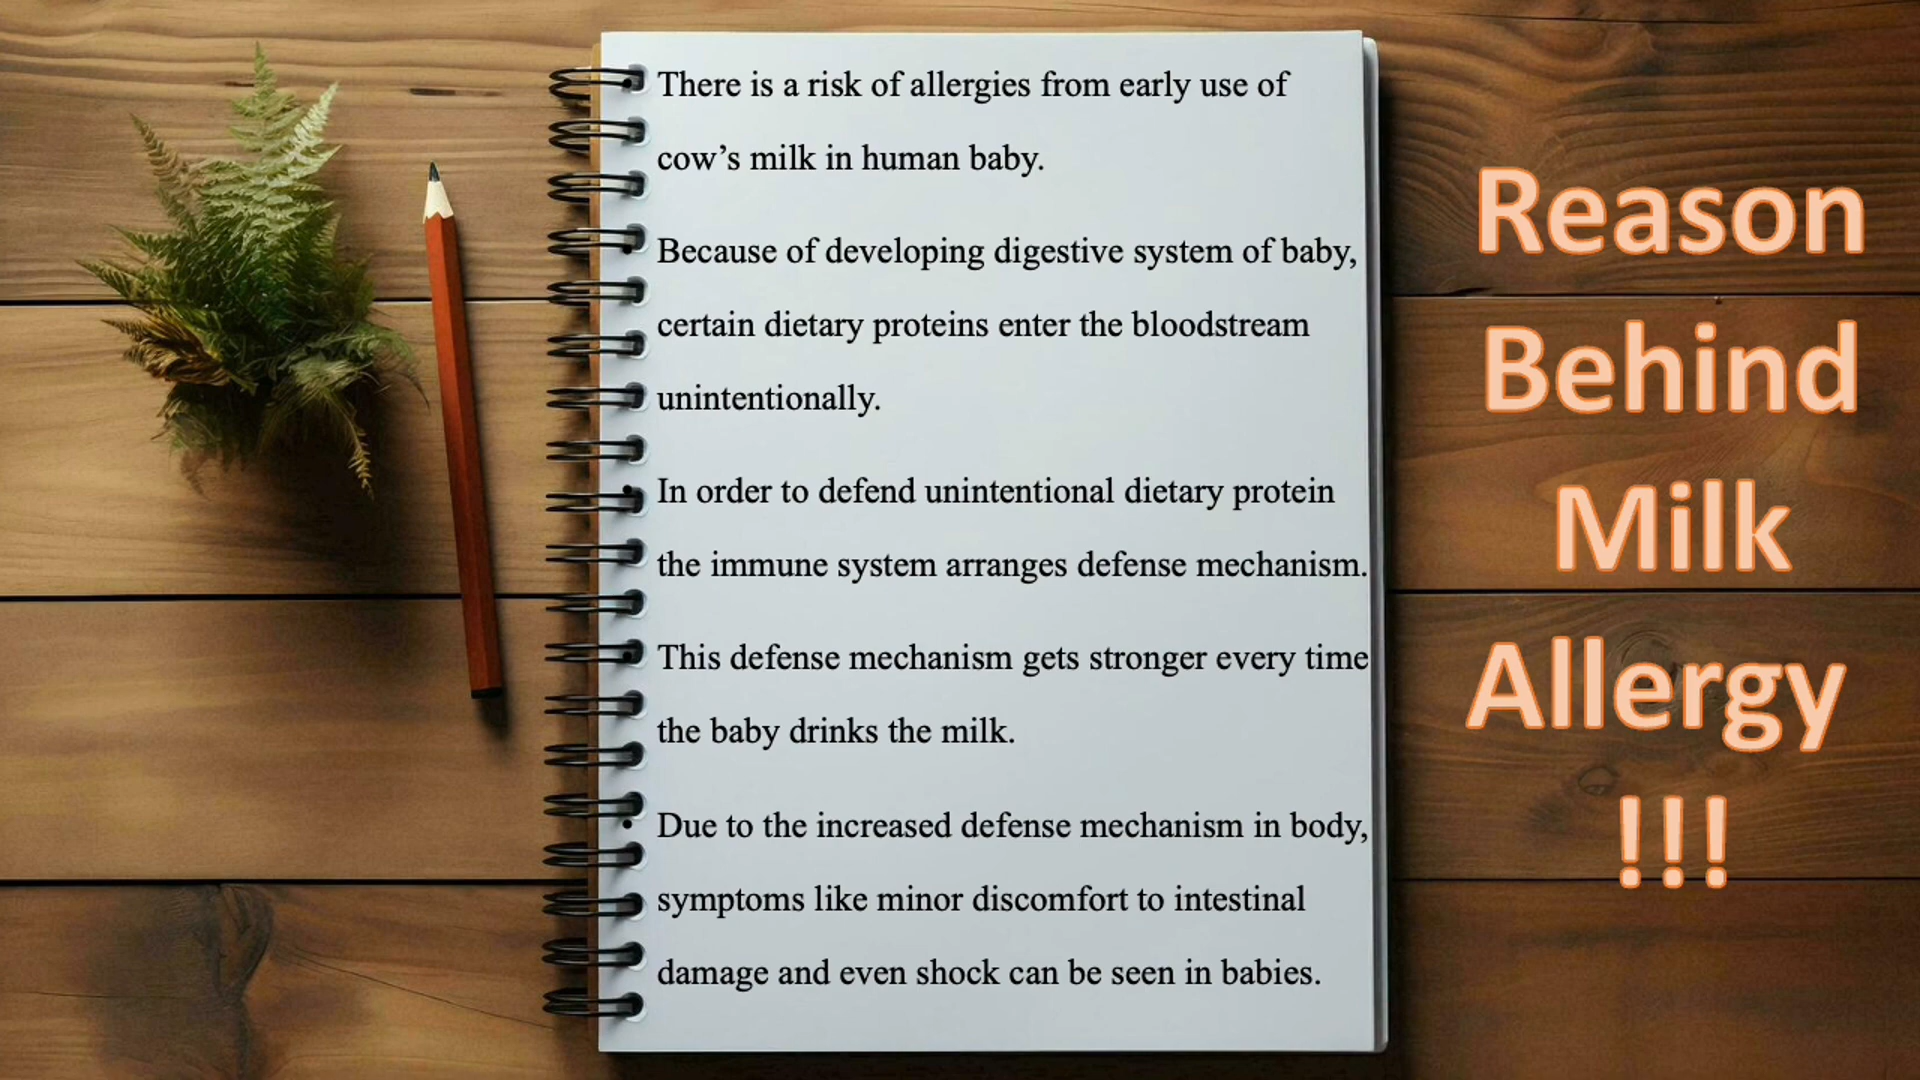 • There is a risk of allergies from early use of
cow’s milk in human baby.
• Because of developing digestive system of baby,
certain dietary proteins enter the bloodstream
unintentionally.
• In order to defend unintentional dietary protein
the immune system arranges defense mechanism.
• This defense mechanism gets stronger every time
the baby drinks the milk.
• Due to the increased defense mechanism in body,
symptoms like minor discomfort to intestinal
damage and even shock can be seen in babies.
Reason
Behind
Milk
Allergy
!!!